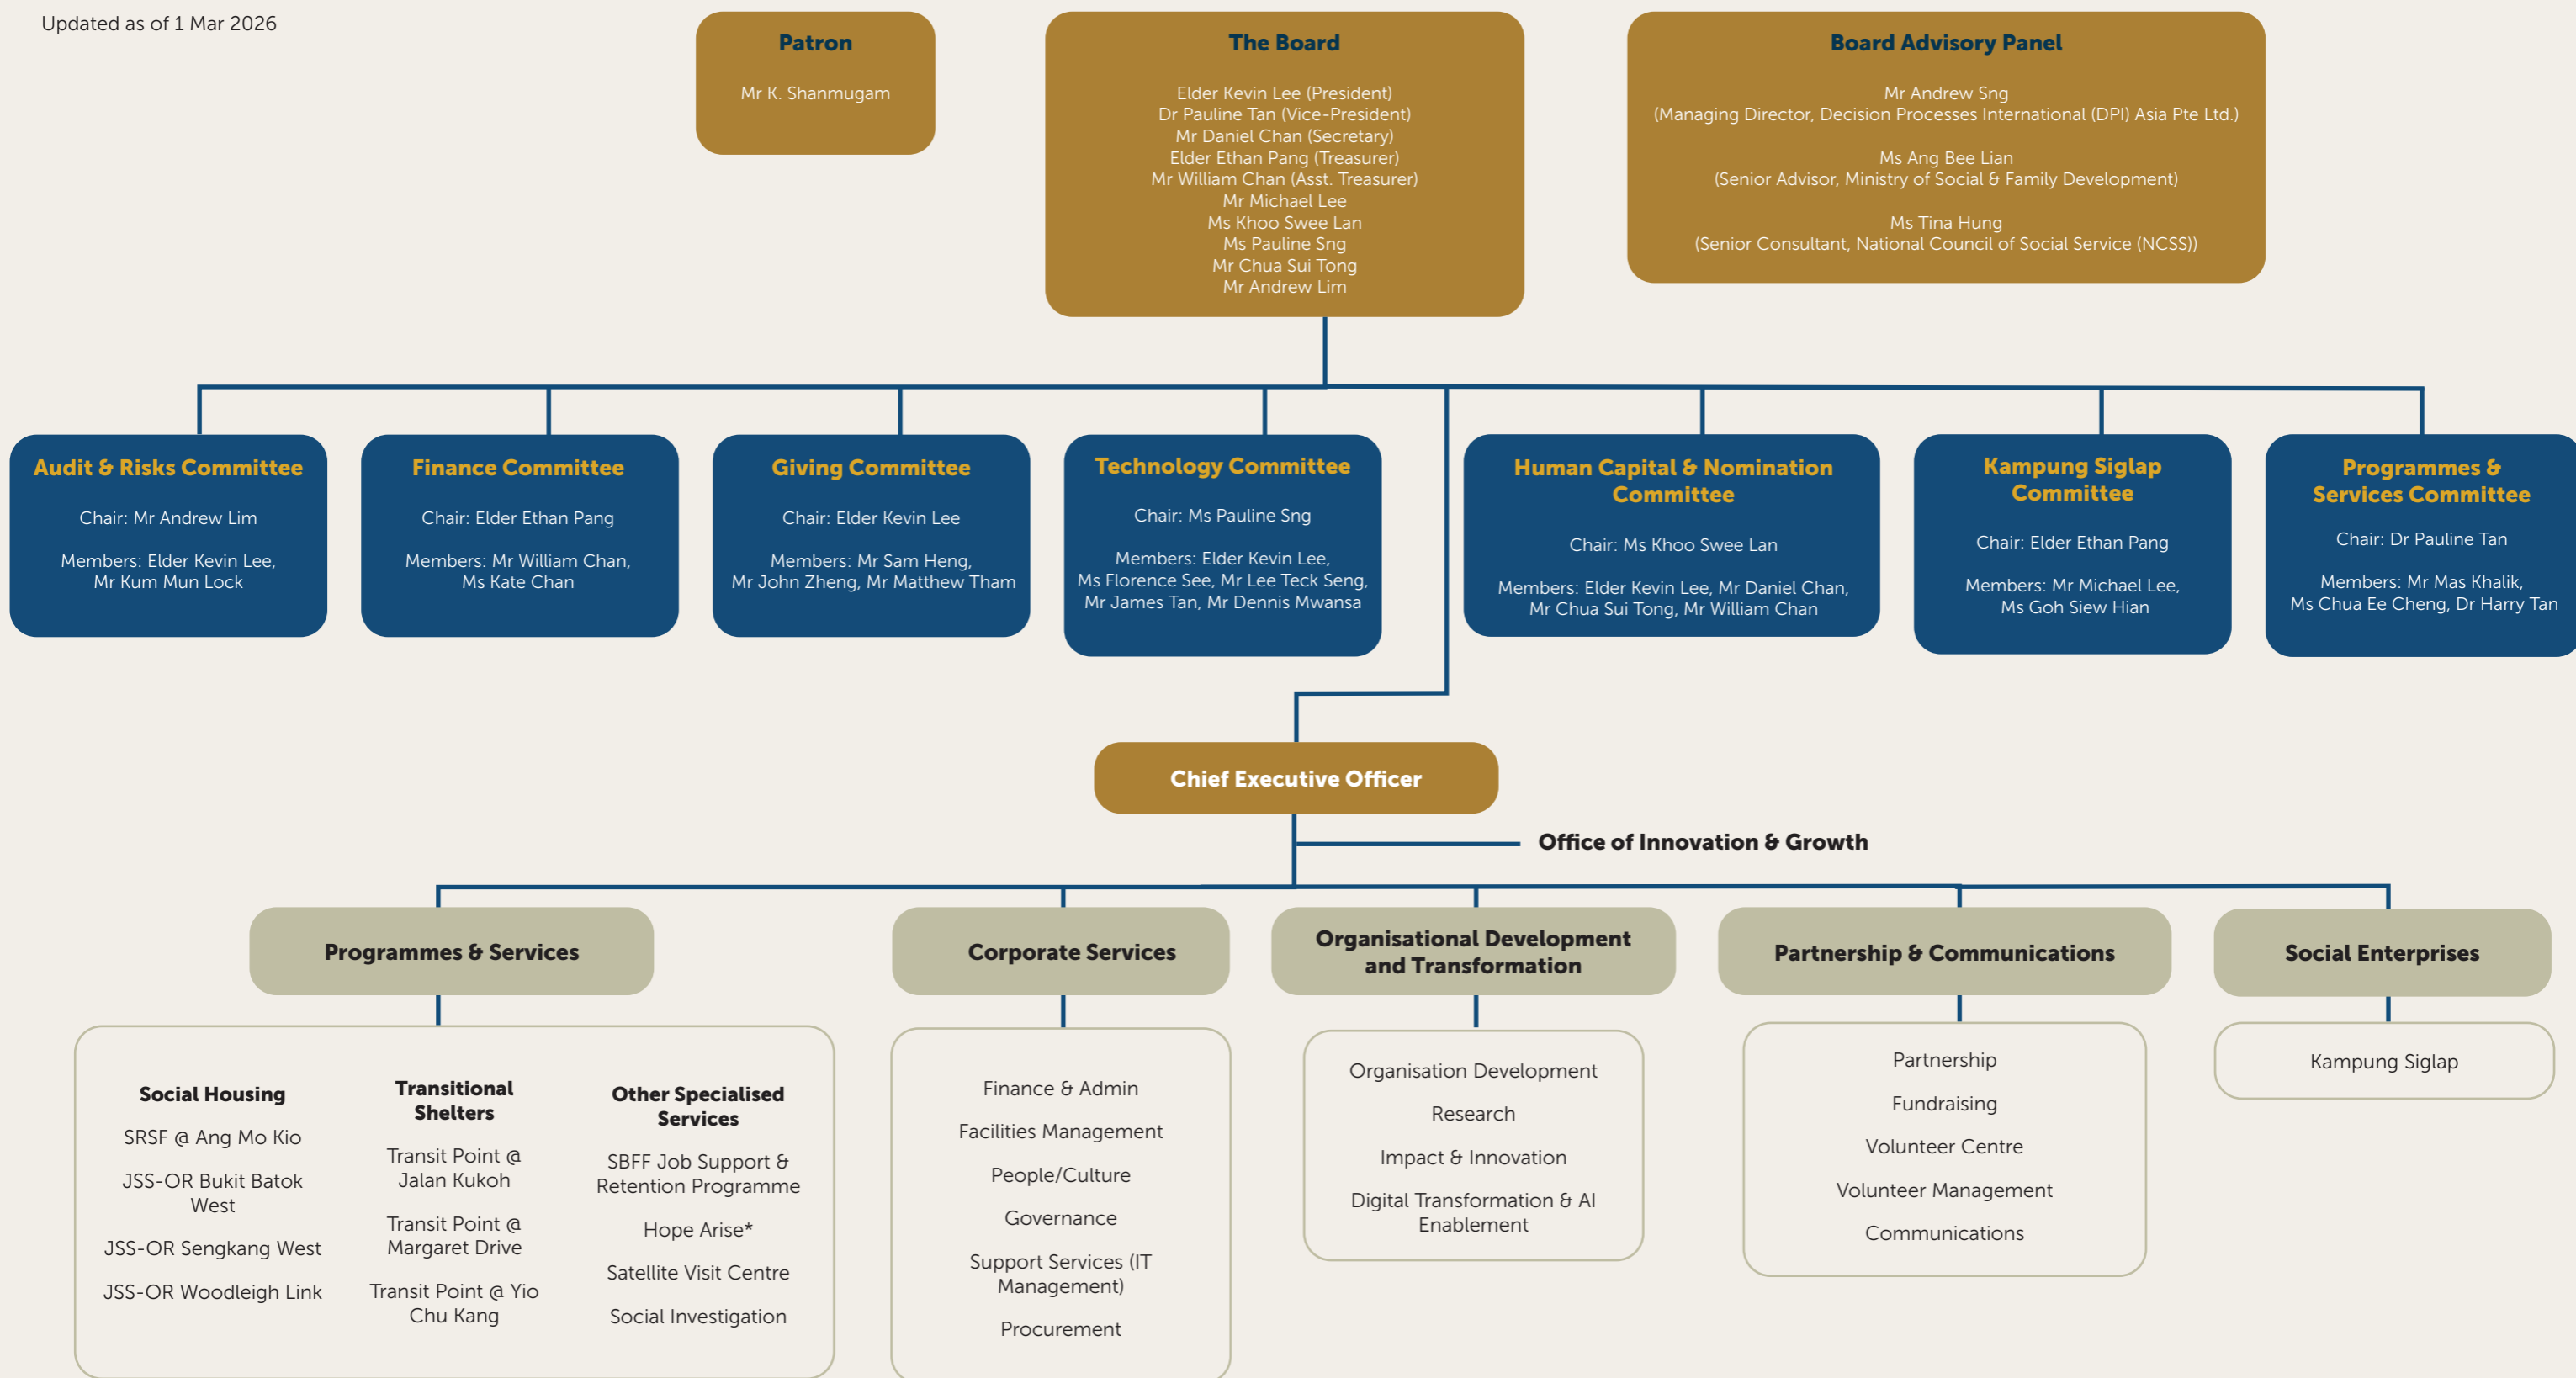 Updated as of 1 Mar 2026
Patron
Mr K. Shanmugam
The Board
Elder Kevin Lee (President)
Dr Pauline Tan (Vice-President)
Mr Daniel Chan (Secretary)
Elder Ethan Pang (Treasurer)
Mr William Chan (Asst. Treasurer)
Mr Michael Lee
Ms Khoo Swee Lan
Ms Pauline Sng
Mr Chua Sui Tong
Mr Andrew Lim
Board Advisory Panel
Mr Andrew Sng
(Managing Director, Decision Processes International (DPI) Asia Pte Ltd.)
Ms Ang Bee Lian
(Senior Advisor, Ministry of Social & Family Development)
Ms Tina Hung
(Senior Consultant, National Council of Social Service (NCSS))
Audit & Risks Committee
Chair: Mr Andrew Lim
Members: Elder Kevin Lee,
Mr Kum Mun Lock
Finance Committee
Chair: Elder Ethan Pang
Members: Mr William Chan,
Ms Kate Chan
Giving Committee
Chair: Elder Kevin Lee
Members: Mr Sam Heng,
Mr John Zheng, Mr Matthew Tham
Technology Committee
Chair: Ms Pauline Sng
Members: Elder Kevin Lee,
Ms Florence See, Mr Lee Teck Seng,
Mr James Tan, Mr Dennis Mwansa
Human Capital & Nomination
Committee
Chair: Ms Khoo Swee Lan
Members: Elder Kevin Lee, Mr Daniel Chan,
Mr Chua Sui Tong, Mr William Chan
Kampung Siglap
Committee
Chair: Elder Ethan Pang
Members: Mr Michael Lee,
Ms Goh Siew Hian
Programmes &
Services Committee
Chair: Dr Pauline Tan
Members: Mr Mas Khalik,
Ms Chua Ee Cheng, Dr Harry Tan
Chief Executive Officer
Office of Innovation & Growth
Programmes & Services
Social Housing
SRSF @ Ang Mo Kio
JSS-OR Bukit Batok
West
JSS-OR Sengkang West
JSS-OR Woodleigh Link
Transitional
Shelters
Transit Point @
Jalan Kukoh
Transit Point @
Margaret Drive
Transit Point @ Yio
Chu Kang
Other Specialised
Services
SBFF Job Support &
Retention Programme
Hope Arise*
Satellite Visit Centre
Social Investigation
Corporate Services
Finance & Admin
Facilities Management
People/Culture
Governance
Support Services (IT
Management)
Procurement
Organisational Development
and Transformation
Organisation Development
Research
Impact & Innovation
Digital Transformation & AI
Enablement
Partnership & Communications
Partnership
Fundraising
Volunteer Centre
Volunteer Management
Communications
Social Enterprises
Kampung Siglap